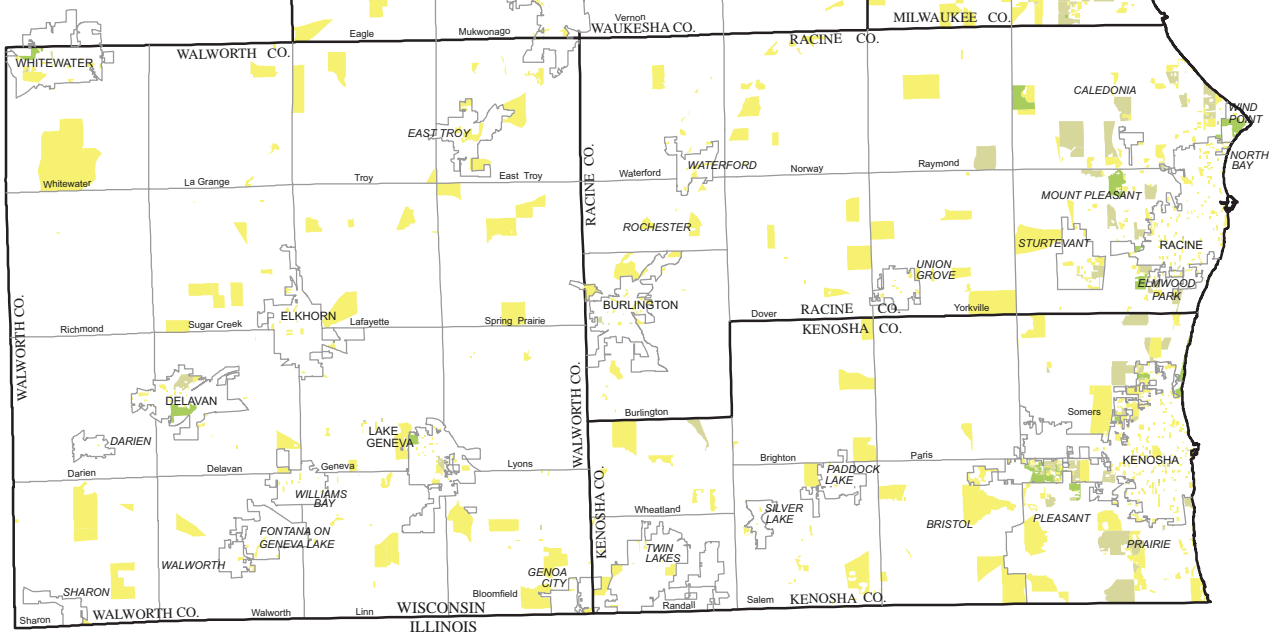 Vernon
MILWAUKEE CO.
Eagle
Mukwonago
WAUKESHA CO.
WALWORTH CO.
RACINE CO.
WHITEWATER
CALEDONIA
WIND
POINT
EAST TROY
RACINE CO.
WATERFORD
NORTH
BAY
Whitewater
La Grange
Troy
East Troy
Waterford
Norway
Raymond
MOUNT PLEASANT
ROCHESTER
STURTEVANT
RACINE
UNION
GROVE
ELMWOOD
PARK
WALWORTH CO.
ELKHORN
BURLINGTON
Richmond
Sugar Creek
Lafayette
Spring Prairie
Dover
RACINE CO.
Yorkville
KENOSHA CO.
DELAVAN
WALWORTH CO.
Burlington
Somers
DARIEN
LAKE
GENEVA
Darien
Delavan
Geneva
Lyons
Brighton
Paris
KENOSHA
PADDOCK
LAKE
WILLIAMS
BAY
KENOSHA CO.
Wheatland
SILVER
LAKE
BRISTOL
PLEASANT
PRAIRIE
FONTANA ON
GENEVA LAKE
WALWORTH
TWIN
LAKES
GENOA
CITY
SHARON
Bloomfield
Sharon
WALWORTH CO.
Walworth
Linn
WISCONSIN
ILLINOIS
Randall
Salem
KENOSHA CO.